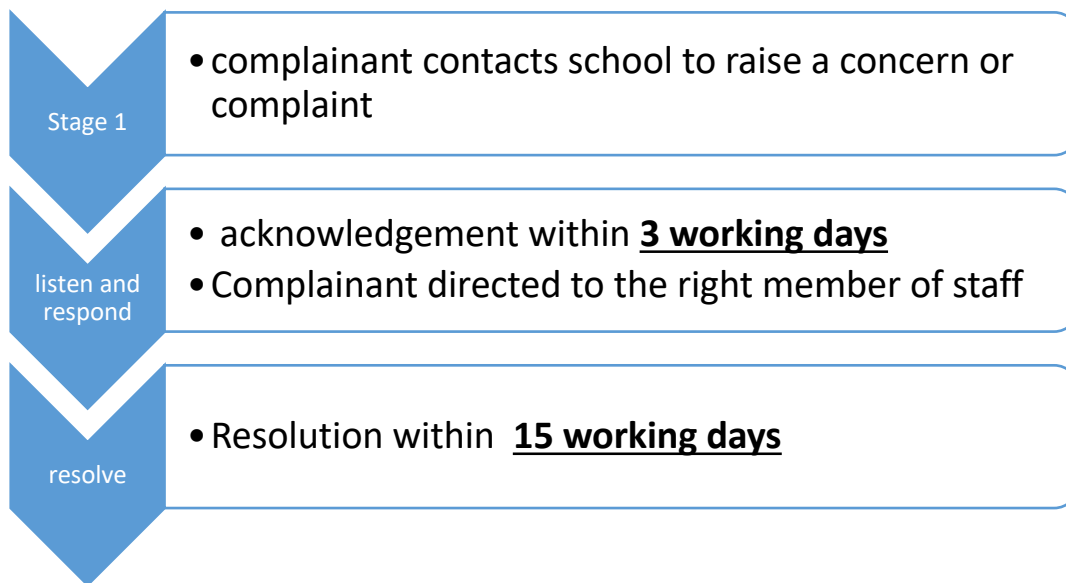 Stage 1
•complainant contacts school to raise a concern or
complaint
listen and
respond
• acknowledgement within 3 working days
•Complainant directed to the right member of staff
resolve
•Resolution within 15 working days